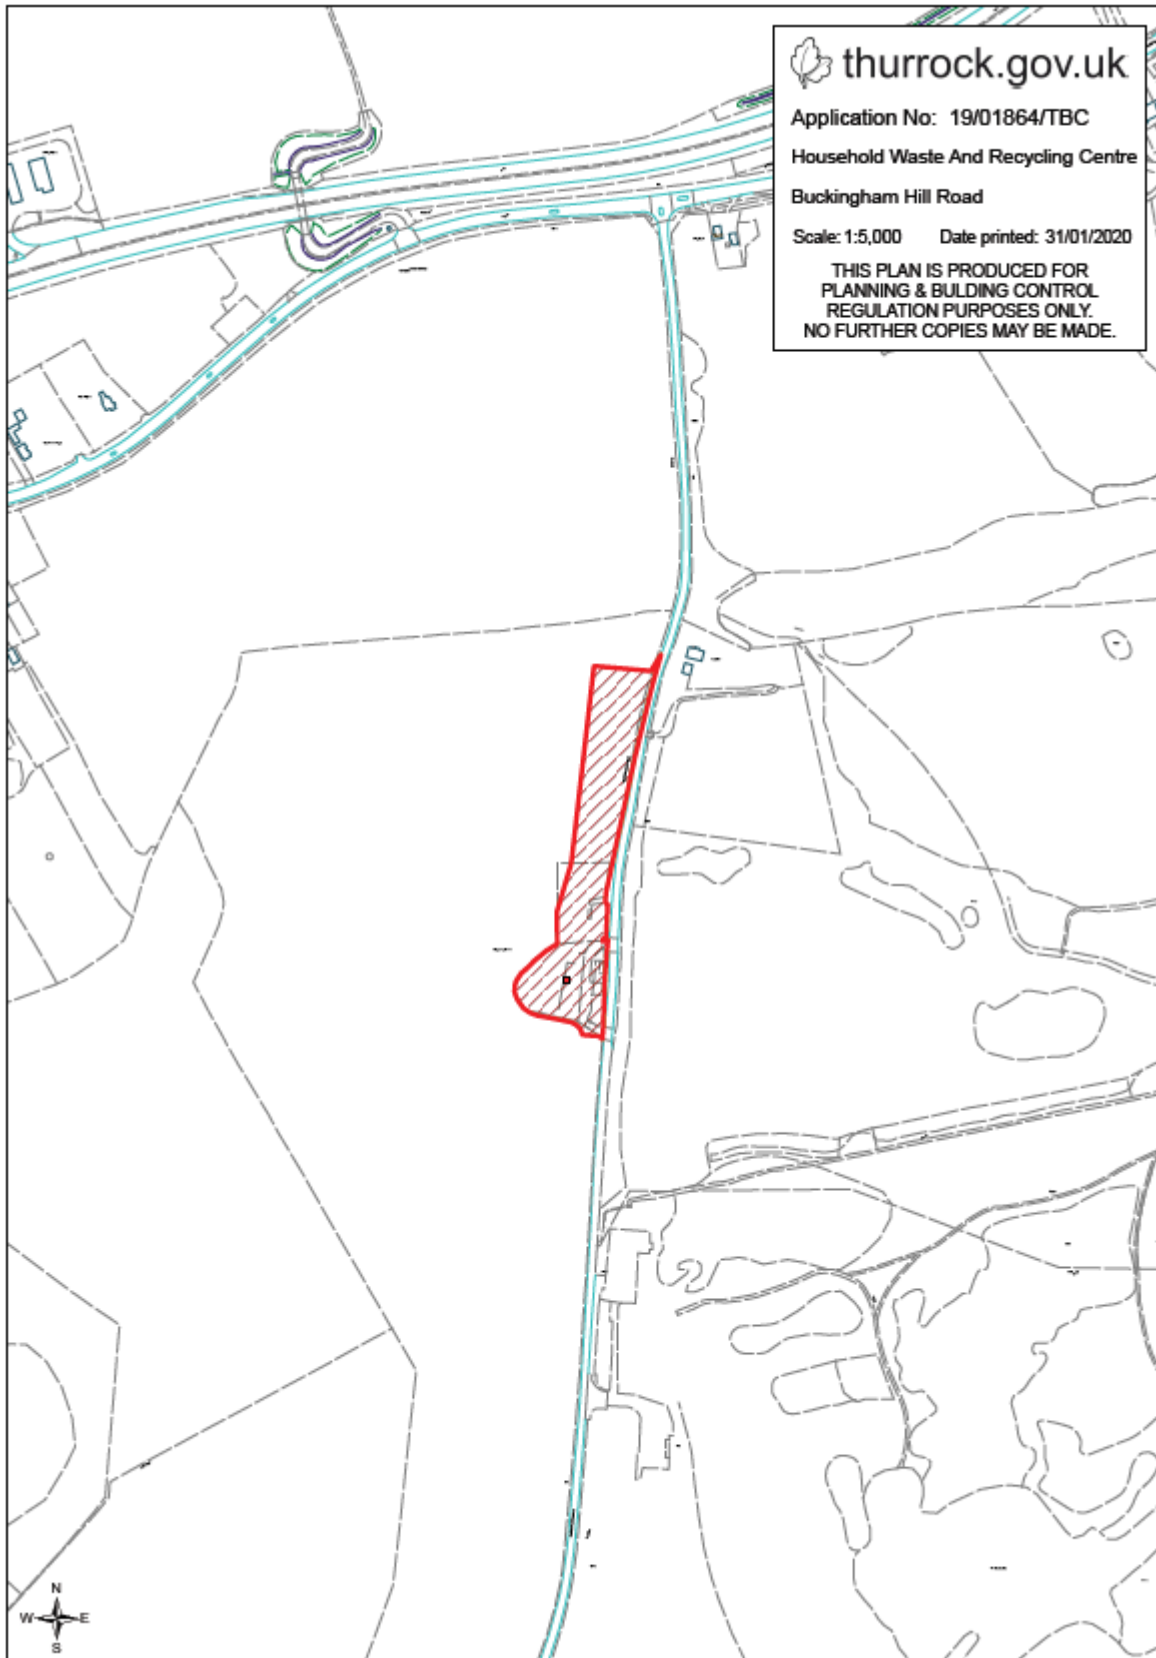 thurrock.gov.uk
Application No: 19/01864/TBC
Household Waste And Recycling Centre
Buckingham Hill Road
Scale: 1:5,000 Date printed: 31/01/2020
THIS PLAN IS PRODUCED FOR
PLANNING & BULDING CONTROL
REGULATION PURPOSES ONLY.
NO FURTHER COPIES MAY BE MADE.
N
W E
S